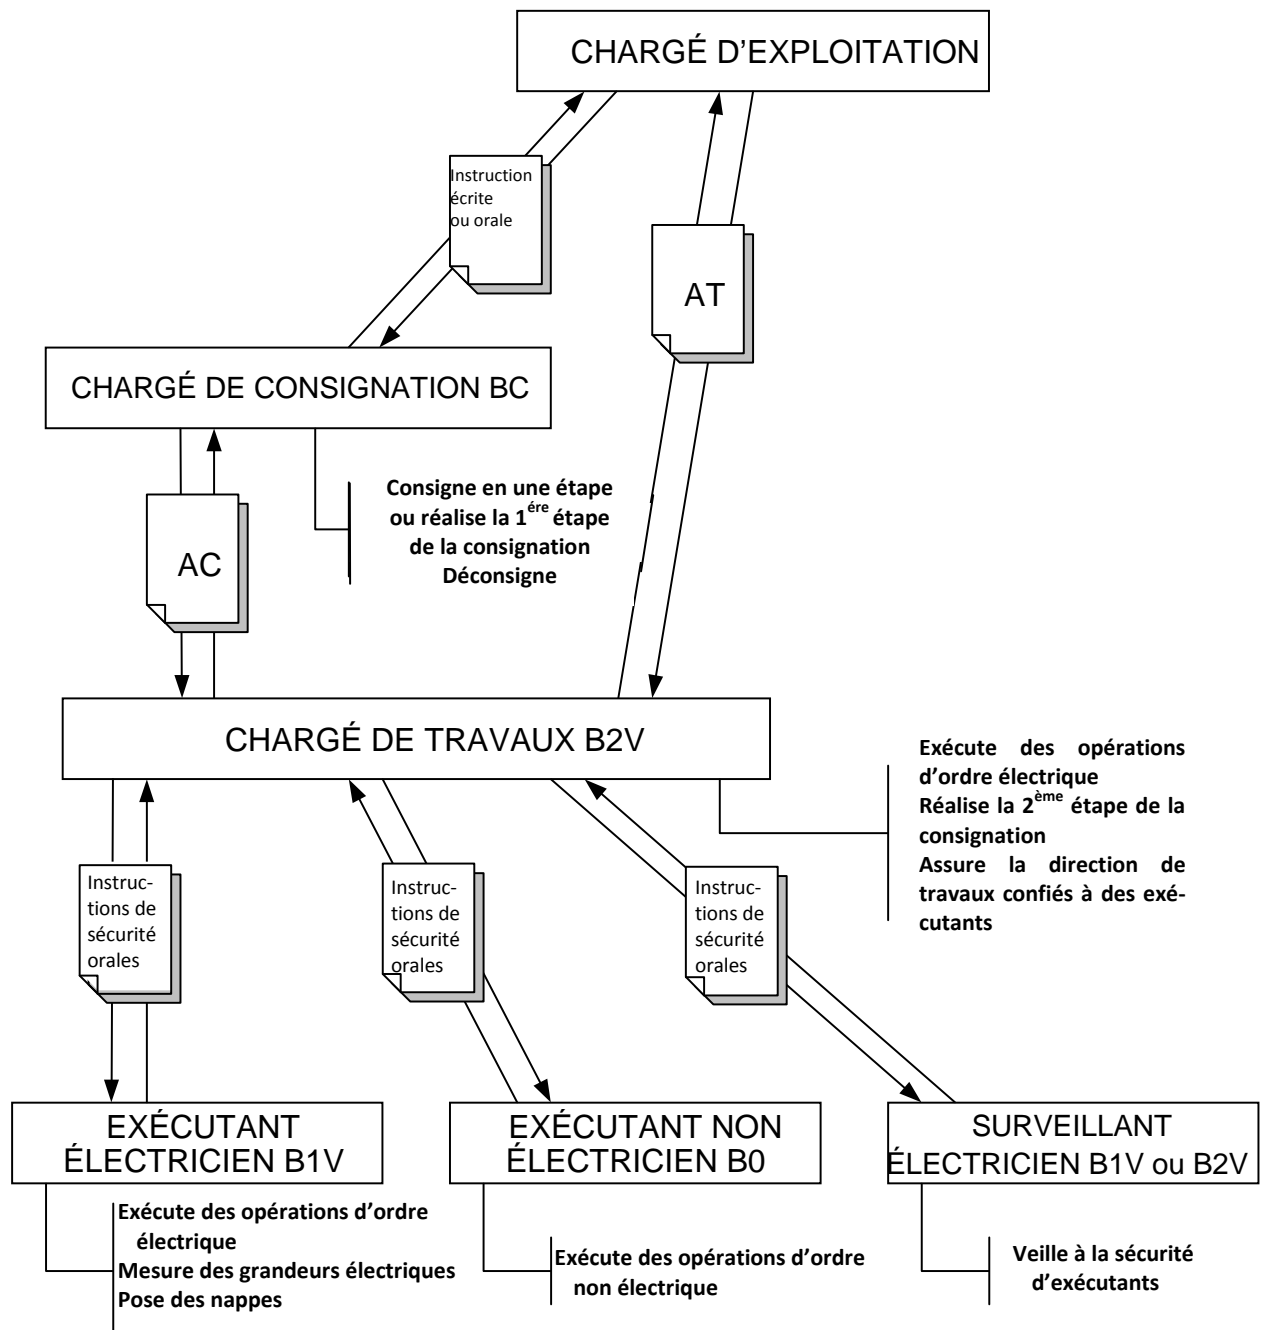 CHARGÉ D’EXPLOITATION
Instruction
écrite
ou orale
AT
CHARGÉ DE CONSIGNATION BC
Consigne en une étape
ou réalise la 1ére étape
de la consignation
Déconsigne
AC
CHARGÉ DE TRAVAUX B2V
Exécute des opérations
d’ordre électrique
Réalise la 2ème étape de la
consignation
Assure la direction de
travaux confiés à des exé-
cutants
Instruc-
tions de
sécurité
orales
Instruc-
tions de
sécurité
orales
Instruc-
tions de
sécurité
orales
EXÉCUTANT
ÉLECTRICIEN B1V
EXÉCUTANT NON
ÉLECTRICIEN B0
SURVEILLANT
ÉLECTRICIEN B1V ou B2V
Exécute des opérations d’ordre
électrique
Mesure des grandeurs électriques
Pose des nappes
Exécute des opérations d’ordre
non électrique
Veille à la sécurité
d’exécutants